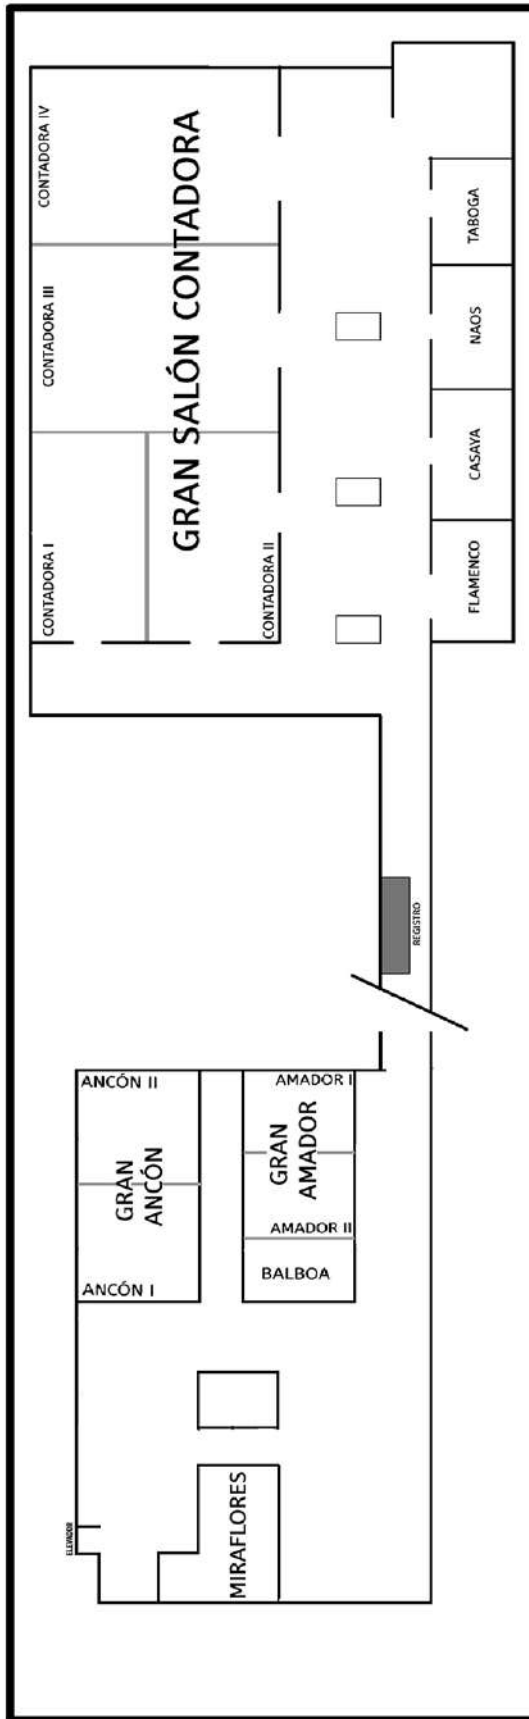 CONTADORA IV
CONTADORA III
GRAN SALÓN CONTADORA
CONTADORA I
CONTADORA II
TABOGA
NAOS
CASAYA
FLAMENCO
REGISTRO
ANCÓN II
GRAN
ANCÓN
ANCÓN I
AMADOR I
GRAN
AMADOR
AMADOR II
BALBOA
ELEVADOR
MIRAFLORES